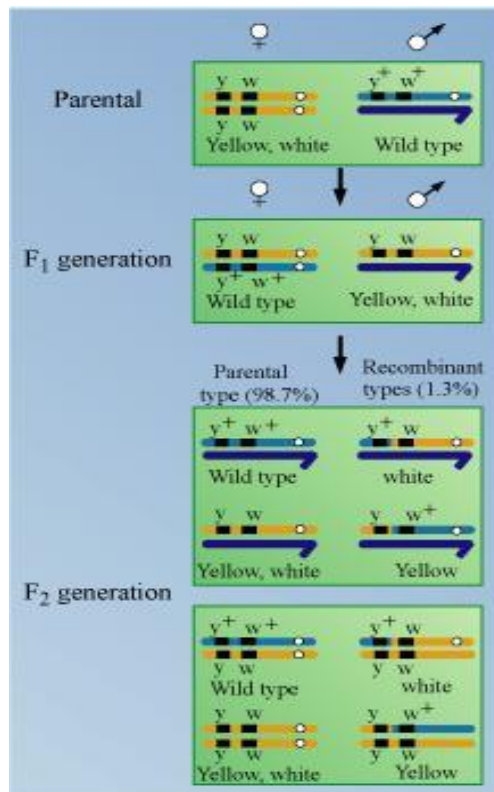 ♀ ♂
Parental
y w y⁺ w⁺
y w
Yellow, white Wild type
♀ ♂
F₁ generation
y w y w
y⁺ w⁺
Wild type Yellow, white
Parental type (98.7%) Recombinant types (1.3%)
y⁺ w⁺ y⁺ w
Wild type white
y w y w⁺
Yellow, white Yellow
F₂ generation
y⁺ w⁺ y⁺ w
y w y w
Wild type white
y w y w⁺
y w y w
Yellow, white Yellow